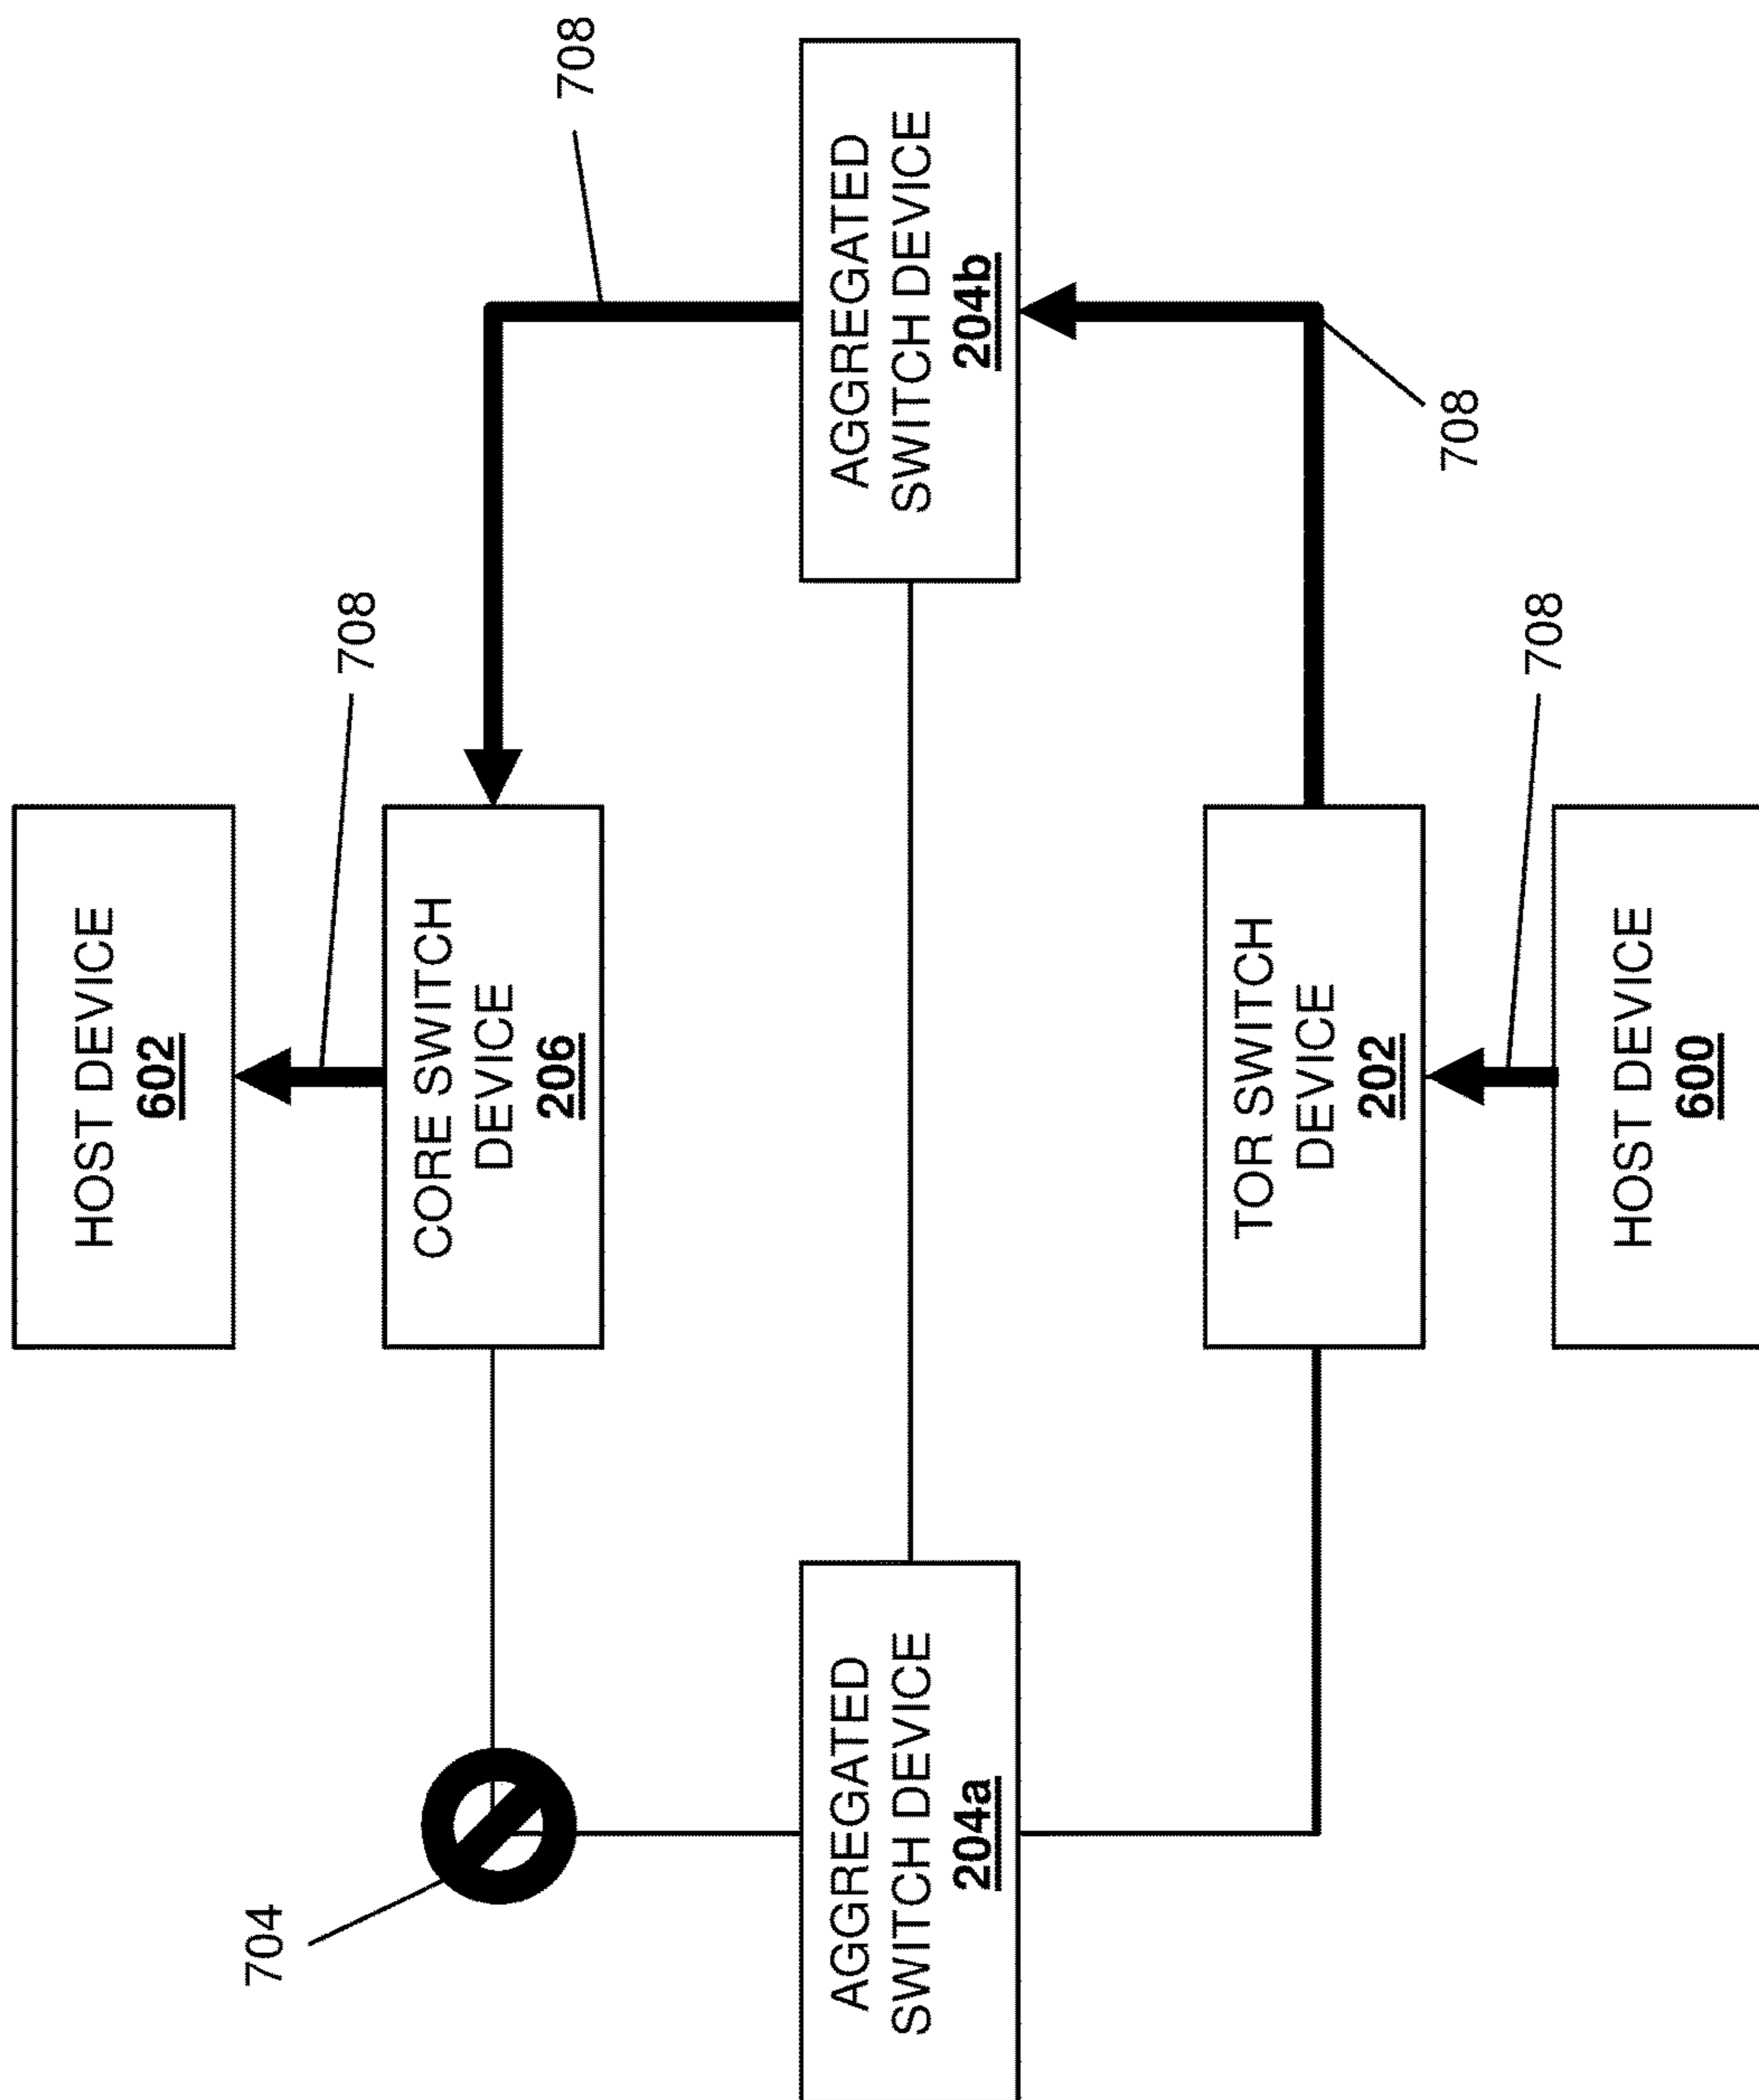 HOST DEVICE
602
708
CORE SWITCH
DEVICE
206
708
704
AGGREGATED
SWITCH DEVICE
204a
AGGREGATED
SWITCH DEVICE
204b
TOR SWITCH
DEVICE
202
708
HOST DEVICE
600
708